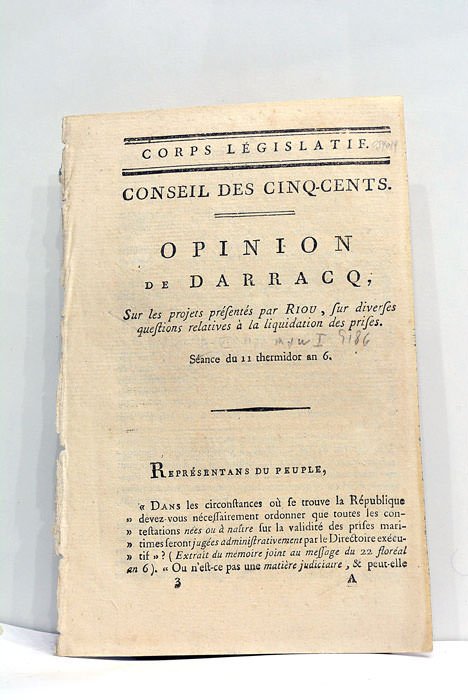 CORPS LÉGISLATIF.
CONSEIL DES CINQ-CENTS.
OPINION
DE DARRACQ,
Sur les projets préſentés par RIOU, ſur diverſes
queſtions relatives à la liquidation des priſes.
9186
Séance du 11 thermidor an 6.
REPRÉSENTANS DU PEUPLE,
« DANS les circonſtances où ſe trouve la République
» devez-vous néceſſairement ordonner que toutes les con-
» teſtations nées ou à naître ſur la validité des priſes mari-
» times ſeront jugées adminiſtrativement par le Directoire exécu-
» tif » ? ( Extrait du mémoire joint au meſſage du 22 floréal
an 6 ). « Ou n'eſt-ce pas une matière judiciaire, & peut-elle
3 A